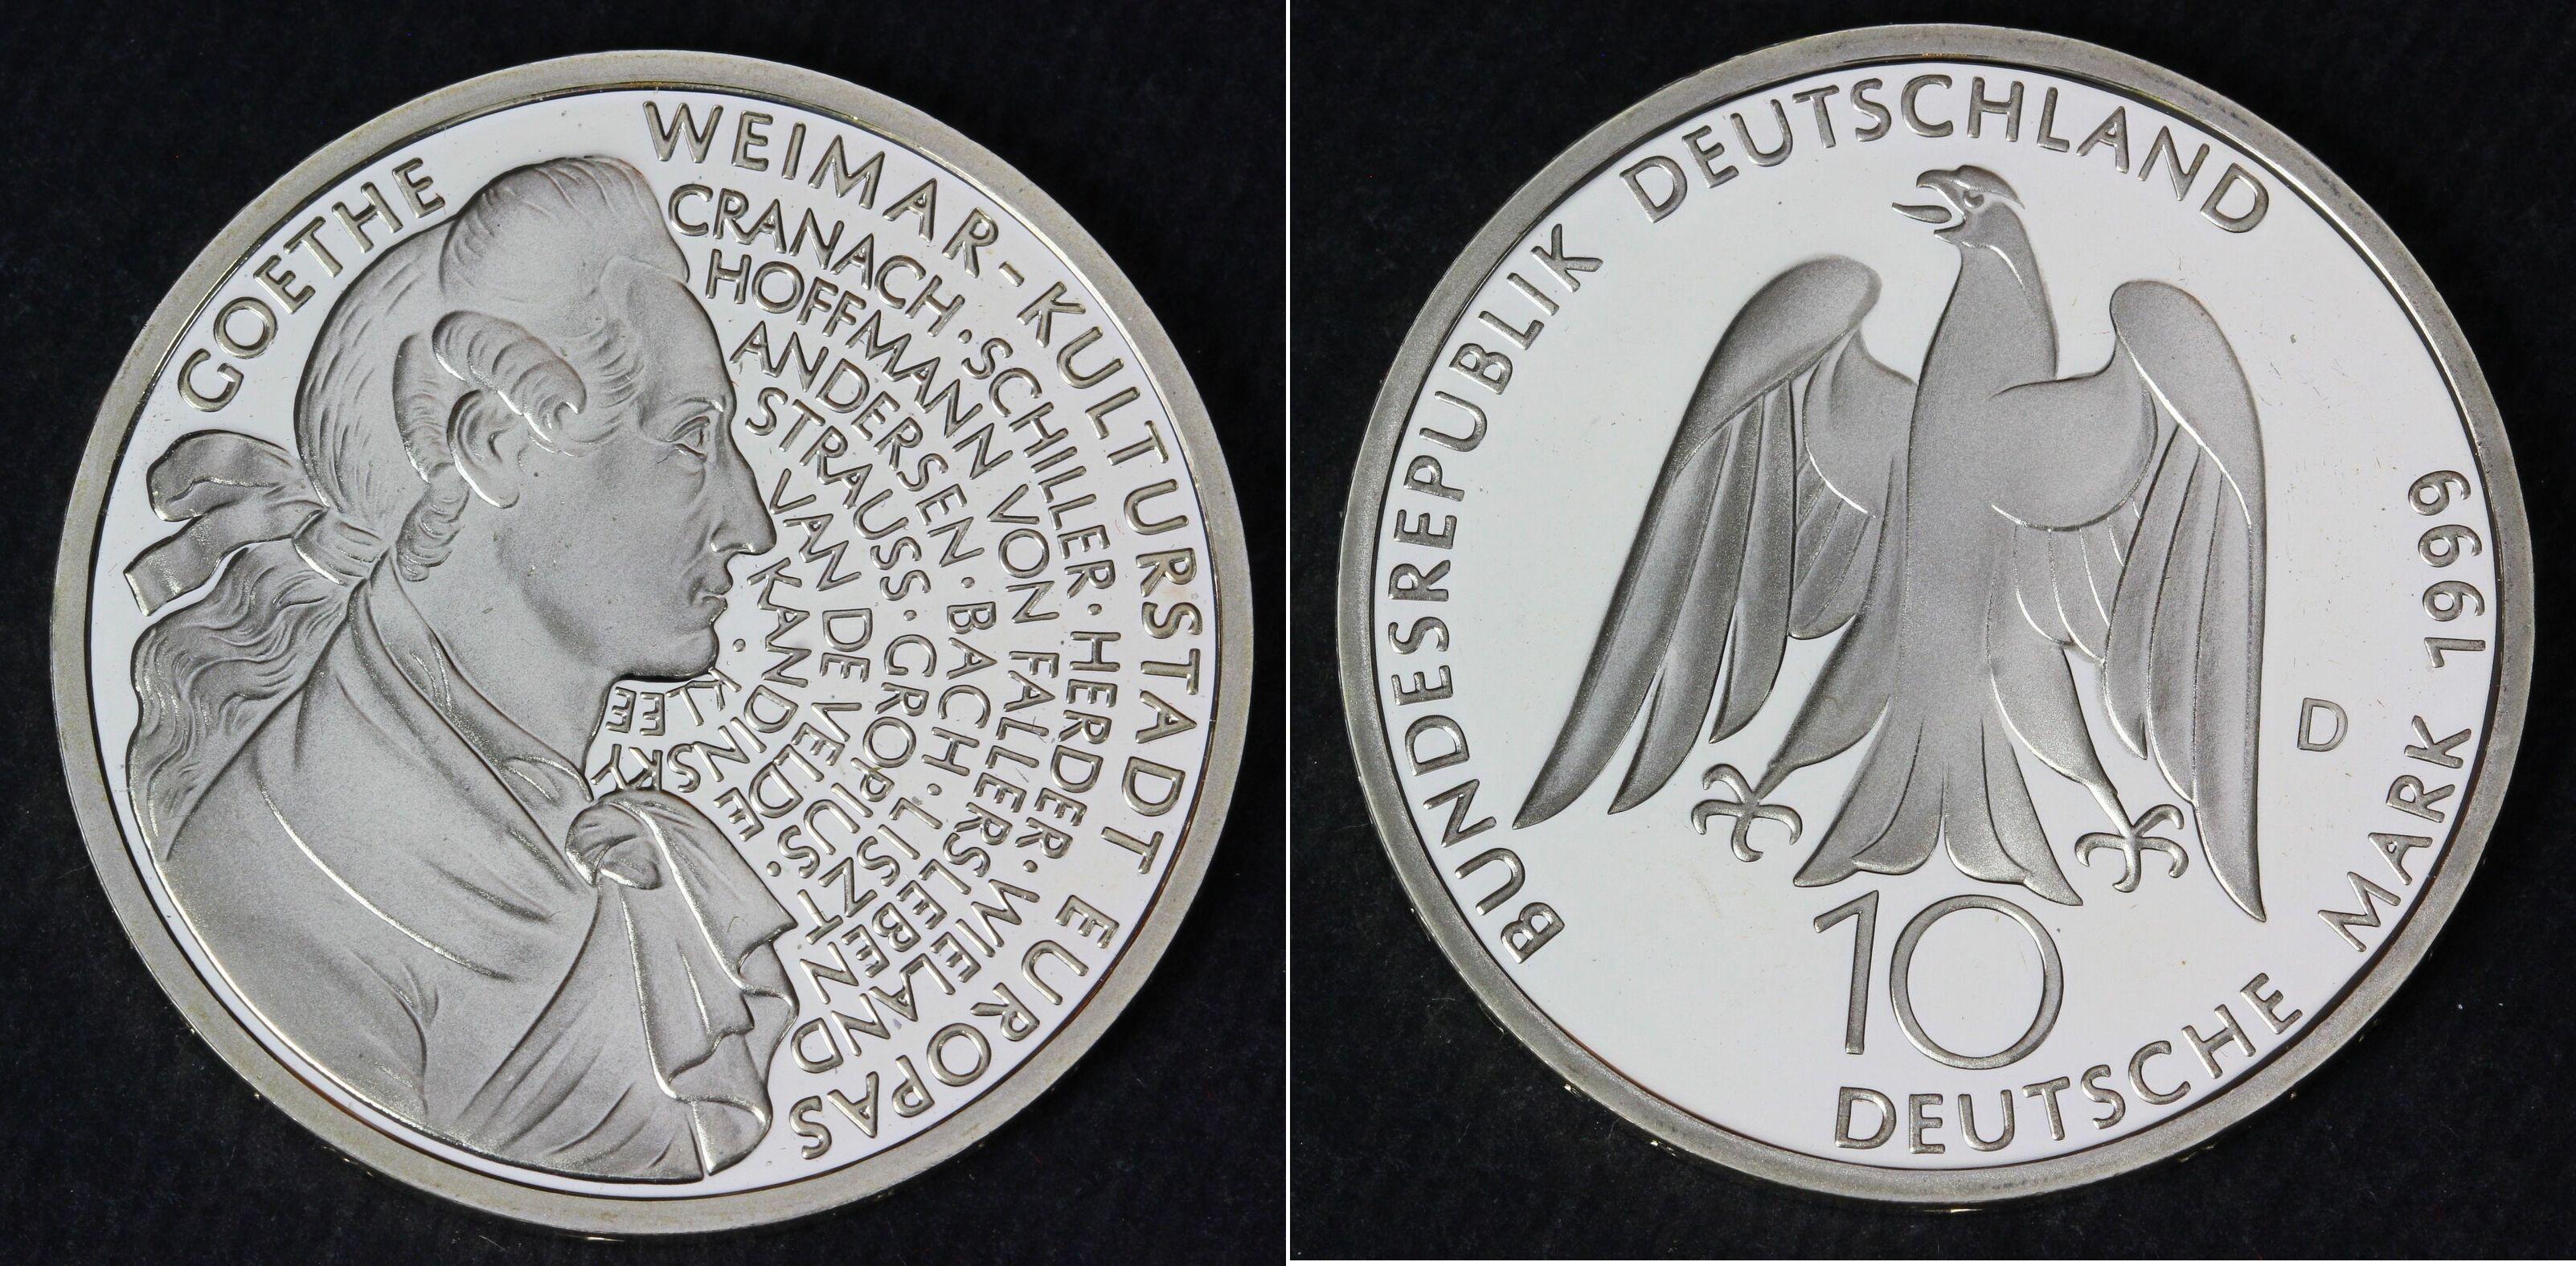 GOETHE
WEIMAR-KULTURSTADT EUROPAS
CRANACH · SCHILLER · HERDER · WIELAND
HOFFMANN VON FALLERSLEBEN
ANDERSEN · BACH · LISZT
STRAUSS · GROPIUS ·
VAN DE VELDE
KANDINSKY
· KLEE
BUNDESREPUBLIK DEUTSCHLAND
D
10
DEUTSCHE MARK 1999